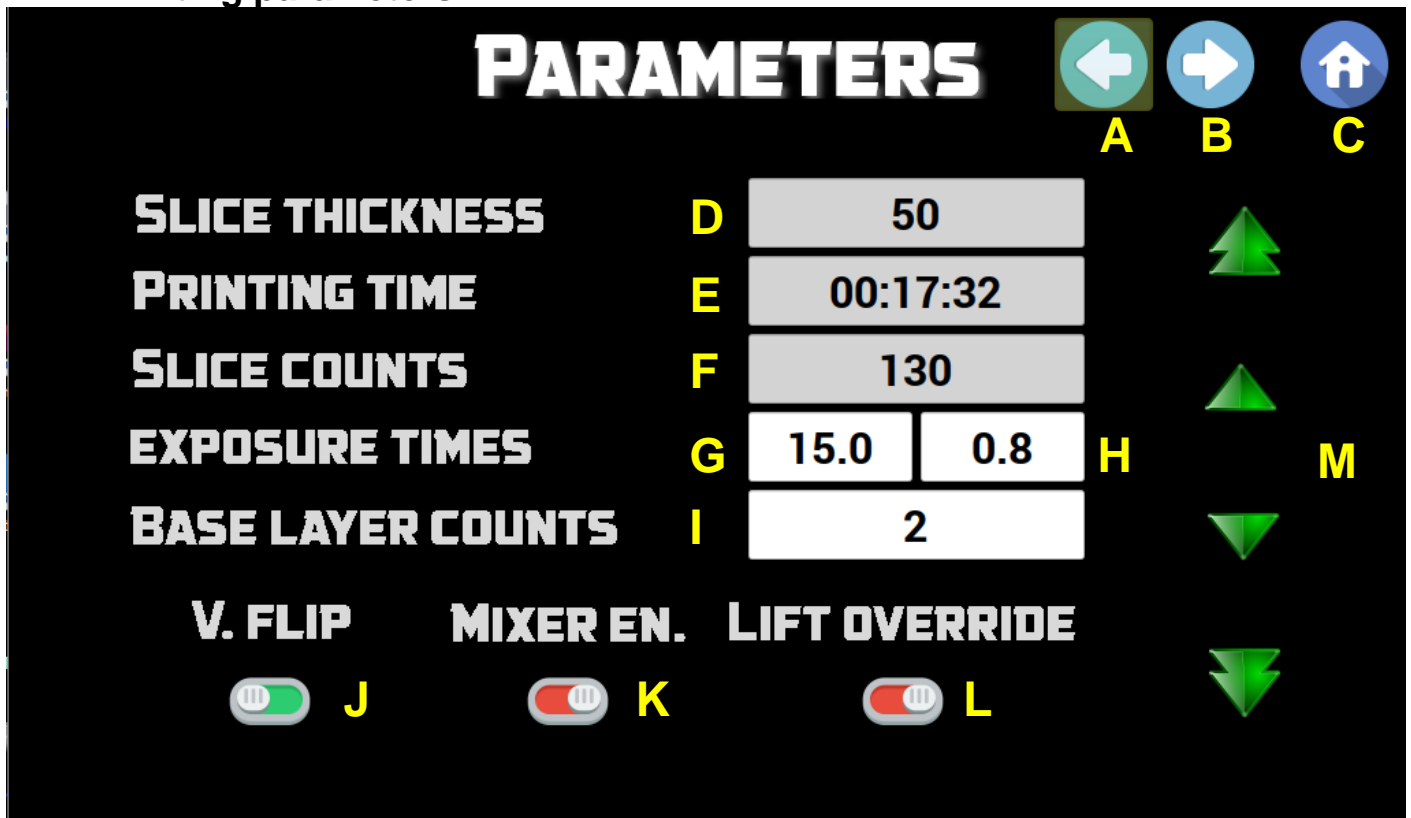 PARAMETERS
A B C
SLICE THICKNESS D 50
PRINTING TIME E 00:17:32
SLICE COUNTS F 130
EXPOSURE TIMES G 15.0 0.8 H M
BASE LAYER COUNTS I 2
V. FLIP MIXER EN. LIFT OVERRIDE
J K L